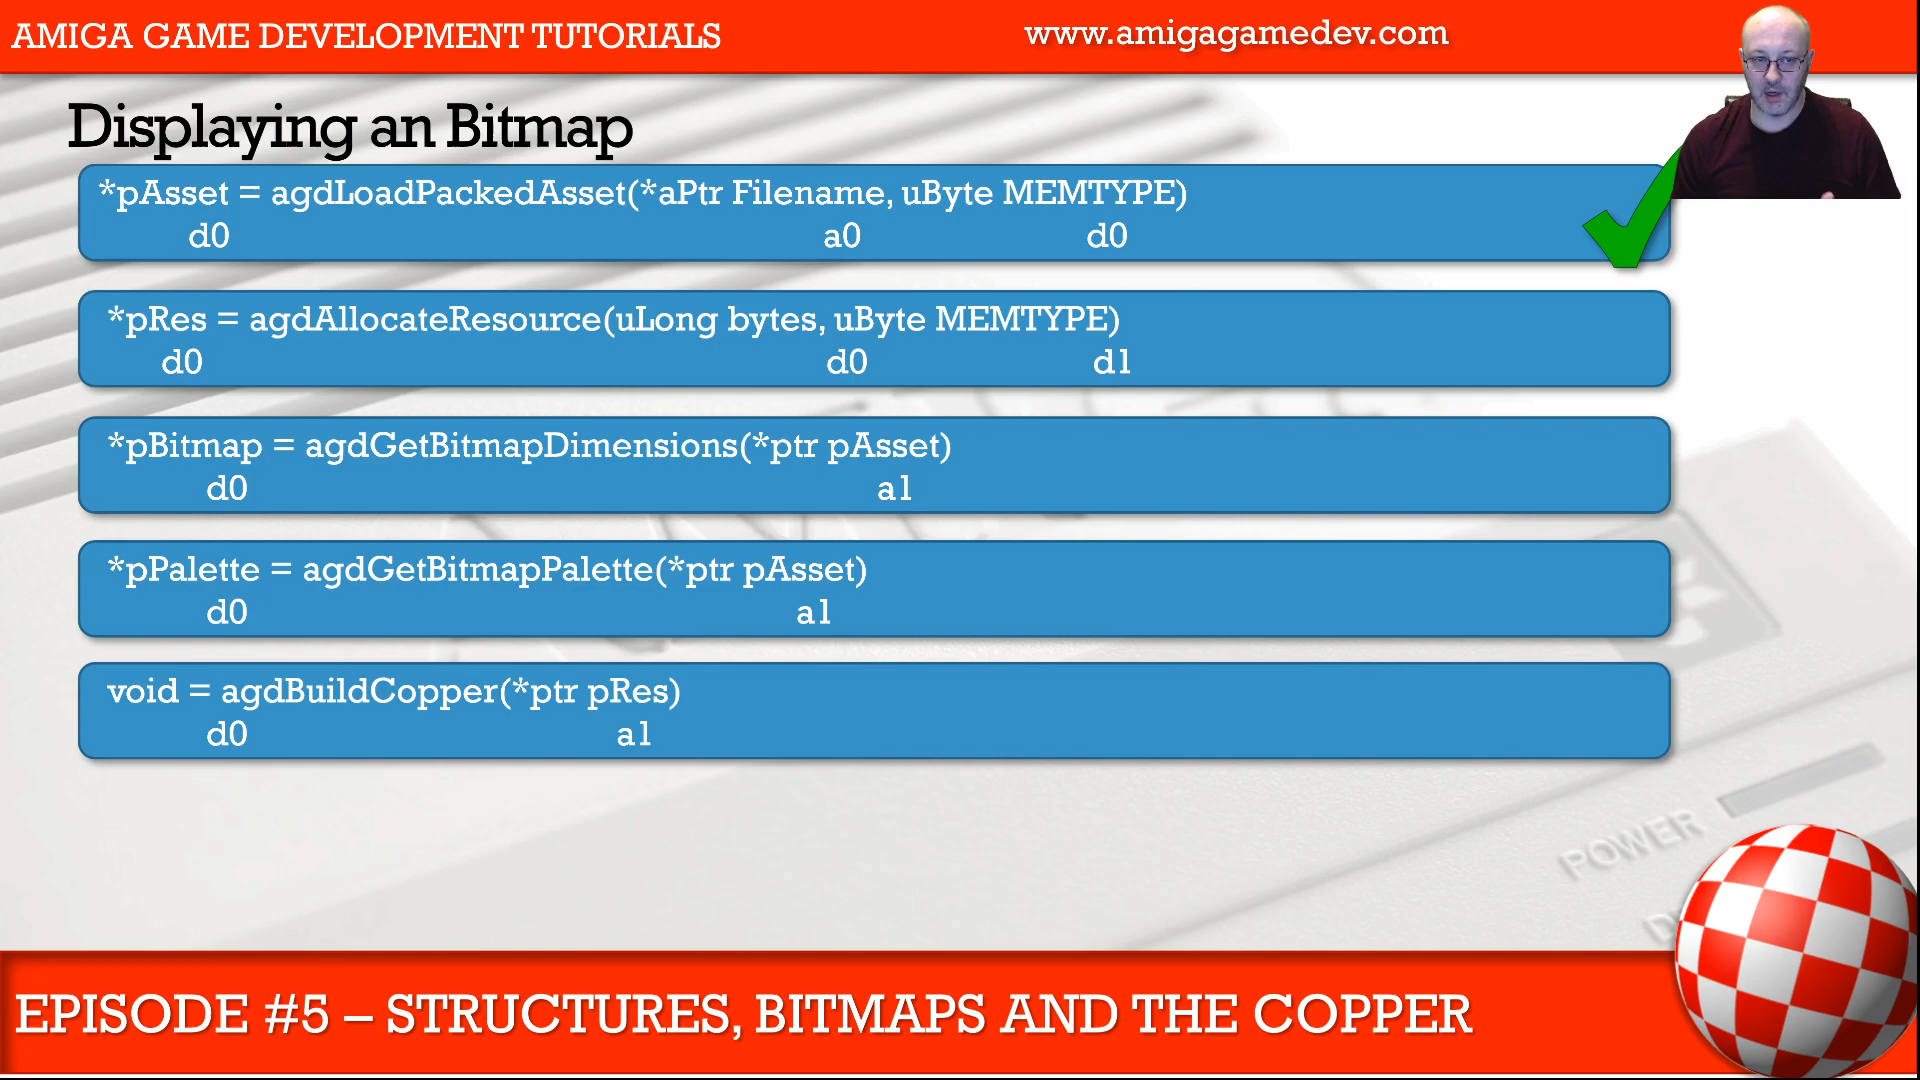 AMIGA GAME DEVELOPMENT TUTORIALS
www.amigagamedev.com
Displaying an Bitmap
*pAsset = agdLoadPackedAsset(*aPtr Filename, uByte MEMTYPE)
d0 a0 d0
*pRes = agdAllocateResource(uLong bytes, uByte MEMTYPE)
d0 d0 d1
*pBitmap = agdGetBitmapDimensions(*ptr pAsset)
d0 a1
*pPalette = agdGetBitmapPalette(*ptr pAsset)
d0 a1
void = agdBuildCopper(*ptr pRes)
d0 a1
POWER
EPISODE #5 – STRUCTURES, BITMAPS AND THE COPPER